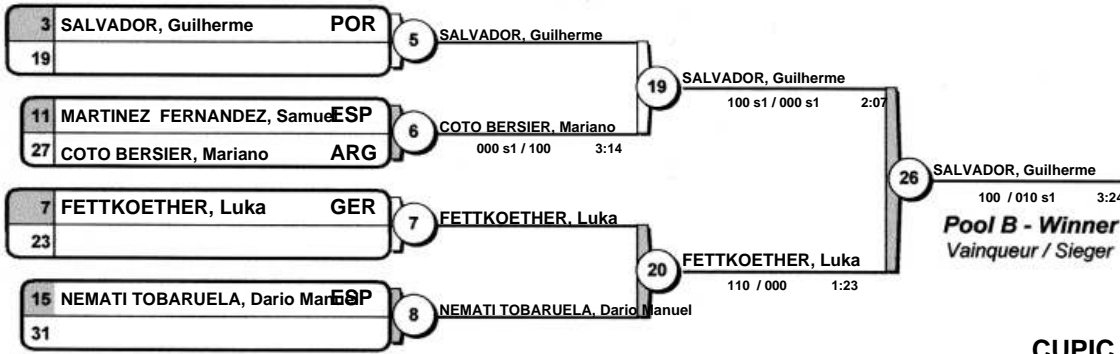 3 SALVADOR, Guilherme POR
19
5 SALVADOR, Guilherme
11 MARTINEZ FERNANDEZ, Samuel ESP
27 COTO BERSIER, Mariano ARG
6 COTO BERSIER, Mariano
000 s1 / 100 3:14
19 SALVADOR, Guilherme
100 s1 / 000 s1 2:07
7 FETTKOETHER, Luka GER
23
7 FETTKOETHER, Luka
15 NEMATI TOBARUELA, Dario Manuel ESP
31
8 NEMATI TOBARUELA, Dario Manuel
20 FETTKOETHER, Luka
110 / 000 1:23
26 SALVADOR, Guilherme
100 / 010 s1 3:24
Pool B - Winner
Vainqueur / Sieger
CUPIC